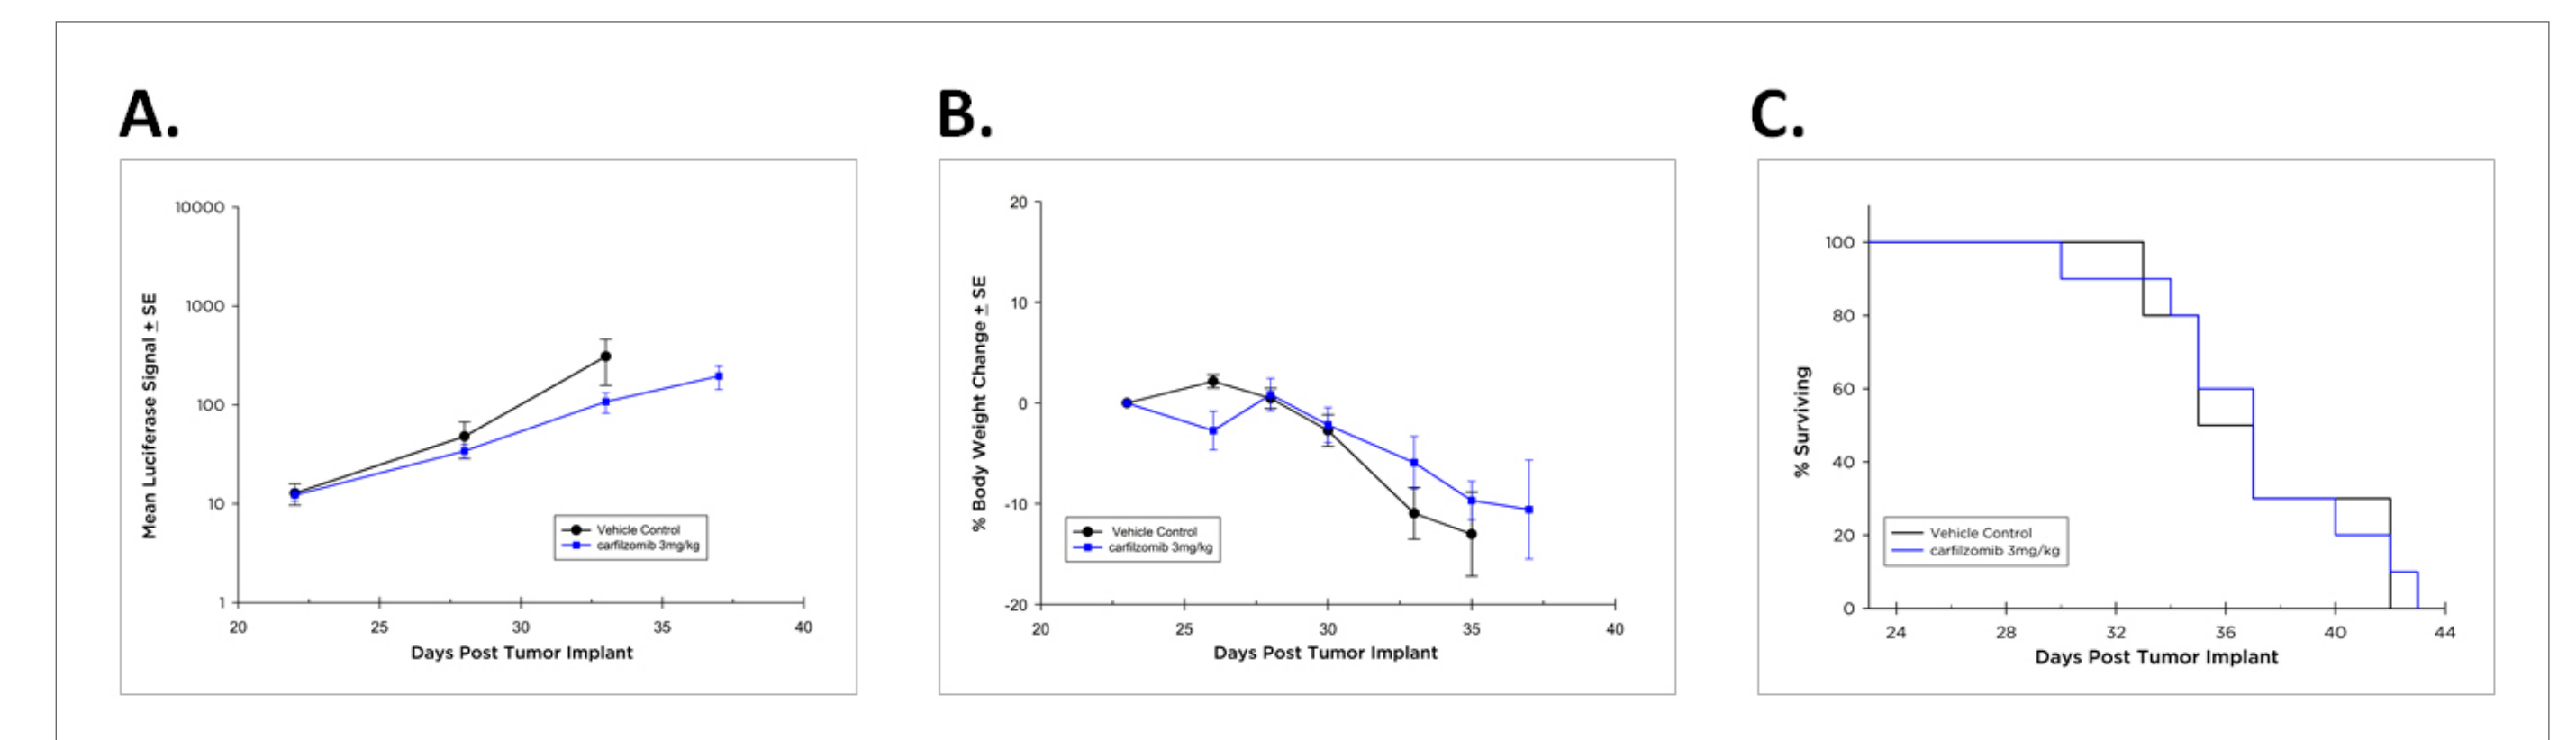 A.
10000
1000
100
10
1
Mean Luciferase Signal ± SE
Vehicle Control
carfilzomib 3mg/kg
20 25 30 35 40
Days Post Tumor Implant
B.
20
10
0
-10
-20
% Body Weight Change ± SE
Vehicle Control
carfilzomib 3mg/kg
20 25 30 35 40
Days Post Tumor Implant
C.
100
80
60
40
20
0
% Surviving
Vehicle Control
carfilzomib 3mg/kg
24 28 32 36 40 44
Days Post Tumor Implant